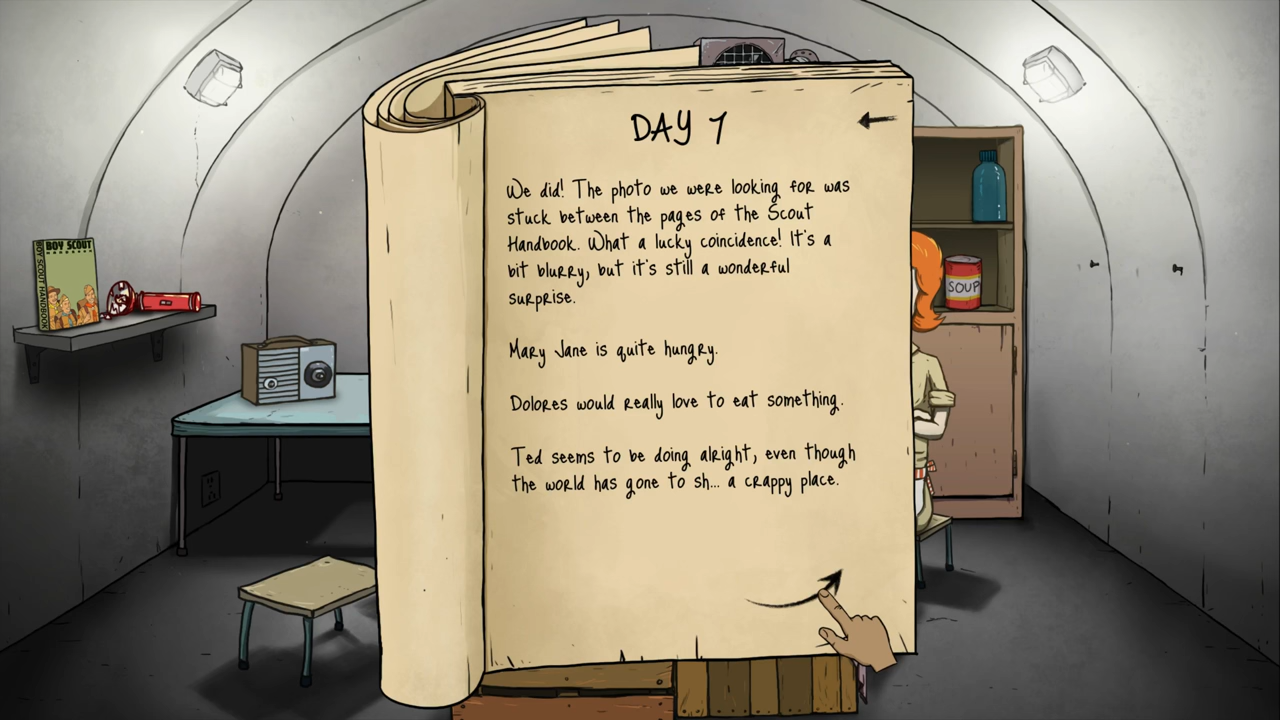 DAY 7
We did! The photo we were looking for was
stuck between the pages of the Scout
Handbook. What a lucky coincidence! It's a
bit blurry, but it's still a wonderful
surprise.
Mary Jane is quite hungry.
Dolores would really love to eat something.
Ted seems to be doing alright, even though
the world has gone to sh... a crappy place.
BOY SCOUT
BOY SCOUT HANDBOOK
SOUP